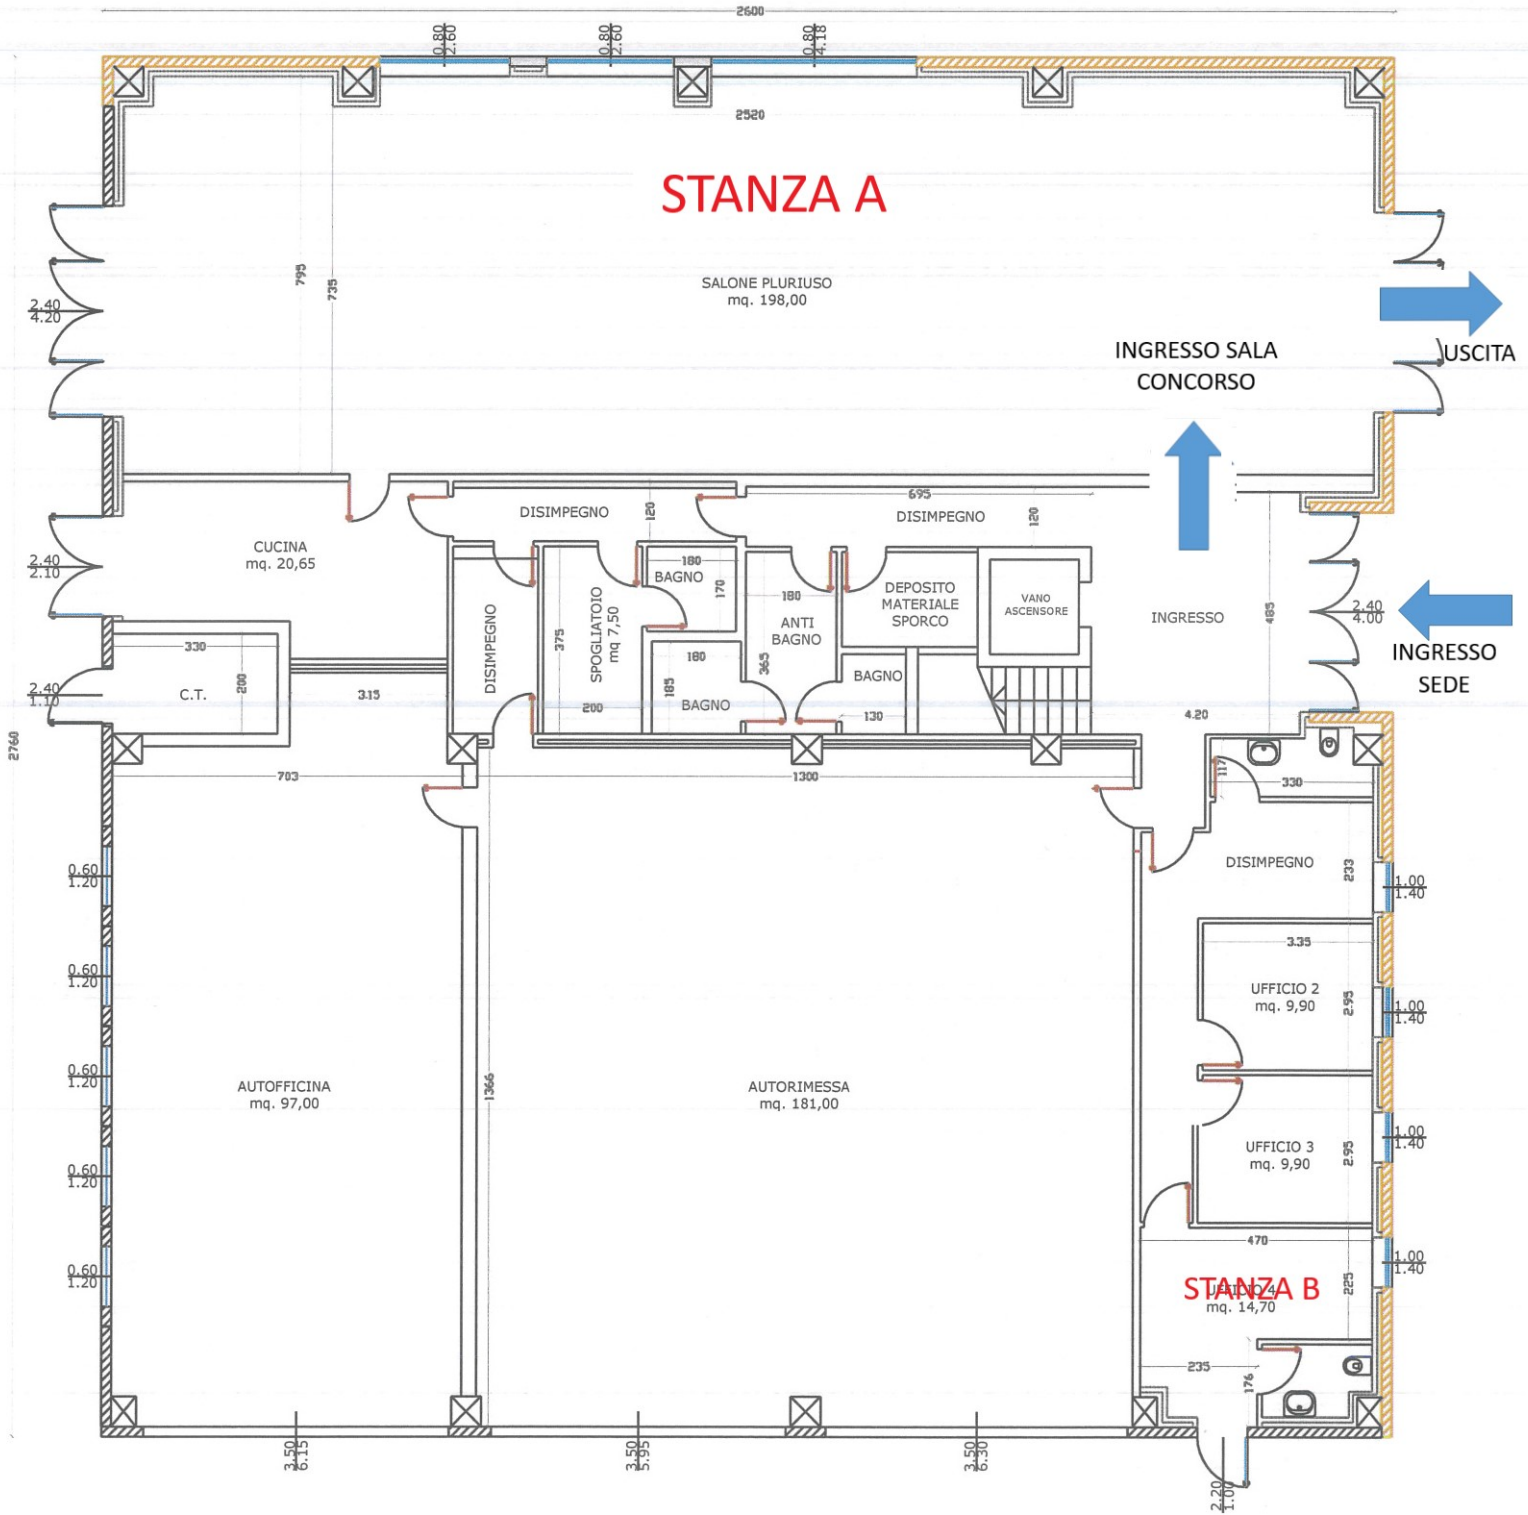 2600
0.80
2.60
0.80
2.60
0.80
4.18
2520
STANZA A
795
735
SALONE PLURIUSO
mq. 198,00
2.40
4.20
INGRESSO SALA
CONCORSO
USCITA
695
DISIMPEGNO
120
DISIMPEGNO
120
CUCINA
mq. 20,65
2.40
2.10
180
BAGNO
170
DISIMPEGNO
375
SPOGLIATOIO
mq 7,50
200
180
ANTI
BAGNO
365
DEPOSITO
MATERIALE
SPORCO
VANO
ASCENSORE
INGRESSO
485
2.40
4.00
INGRESSO
SEDE
330
C.T.
200
2.40
1.10
3.15
180
185
BAGNO
BAGNO
130
4.20
2760
703
1300
117
330
DISIMPEGNO
233
0.60
1.20
1.00
1.40
3.35
0.60
1.20
UFFICIO 2
mq. 9,90
2.95
1.00
1.40
0.60
1.20
AUTOFFICINA
mq. 97,00
1366
AUTORIMESSA
mq. 181,00
UFFICIO 3
mq. 9,90
2.95
1.00
1.40
0.60
1.20
470
0.60
1.20
STANZA B
UFFICIO 4
mq. 14,70
225
1.00
1.40
235
176
3.50
6.15
3.50
5.95
3.50
6.30
2.20
1.00